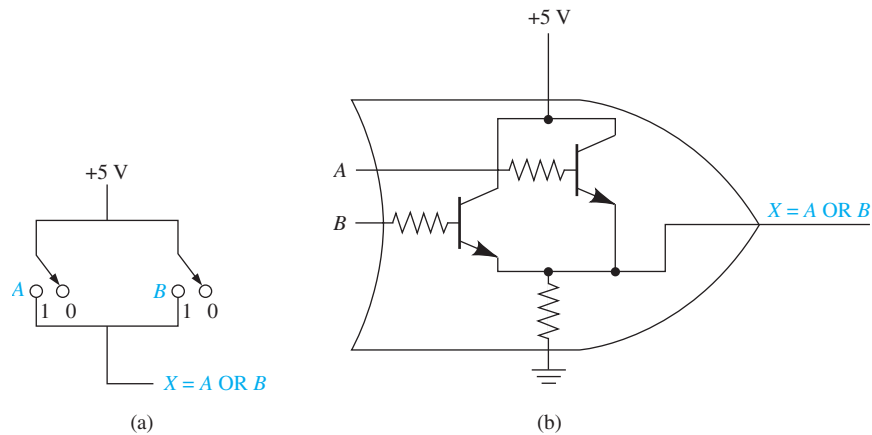 +5 V
A
B
1 0
1 0
X = A OR B
(a)
+5 V
A
B
X = A OR B
(b)